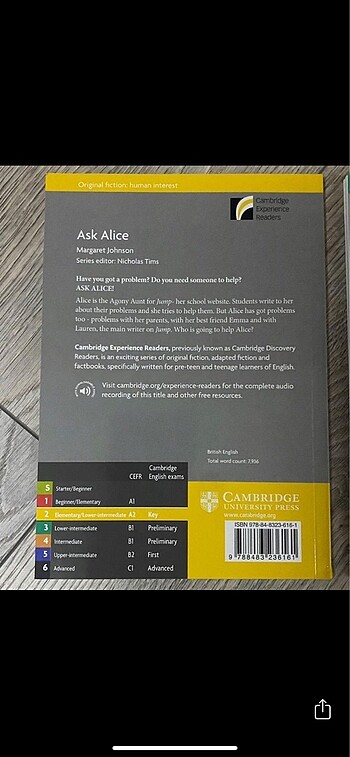 Original fiction: human interest
Cambridge
Experience
Readers
Ask Alice
Margaret Johnson
Series editor: Nicholas Tims
Have you got a problem? Do you need someone to help?
ASK ALICE!
Alice is the Agony Aunt for Jump- her school website. Students write to her
about their problems and she tries to help them. But Alice has got problems
too - problems with her parents, with her best friend Emma and with
Lauren, the main writer on Jump. Who is going to help Alice?
Cambridge Experience Readers, previously known as Cambridge Discovery
Readers, is an exciting series of original fiction, adapted fiction and
factbooks, specifically written for pre-teen and teenage learners of English.
Visit cambridge.org/experience-readers for the complete audio
recording of this title and other free resources.
British English
Total word count: 7,936
CEFR Cambridge English exams
S Starter/Beginner
1 Beginner/Elementary A1
2 Elementary/Lower-intermediate A2 Key
3 Lower-intermediate B1 Preliminary
4 Intermediate B1 Preliminary
5 Upper-intermediate B2 First
6 Advanced C1 Advanced
CAMBRIDGE
UNIVERSITY PRESS
www.cambridge.org
ISBN 978-84-8323-616-1
9 788483 236161